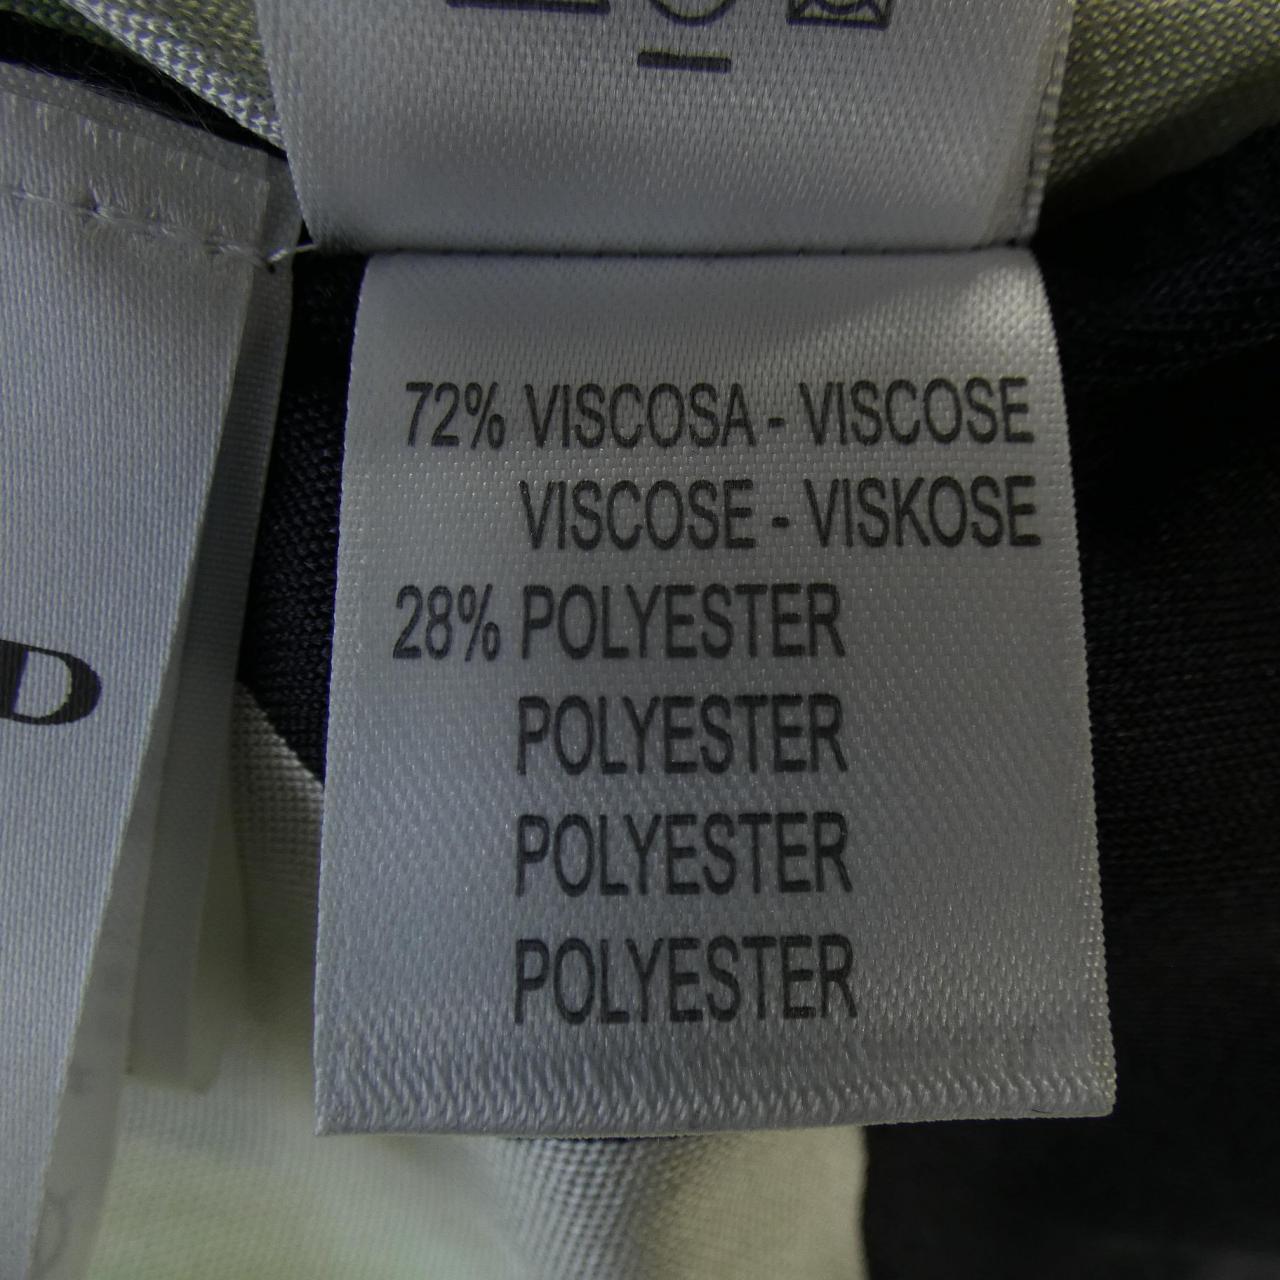 72% VISCOSA - VISCOSE
VISCOSE - VISKOSE
28% POLYESTER
POLYESTER
POLYESTER
POLYESTER
D